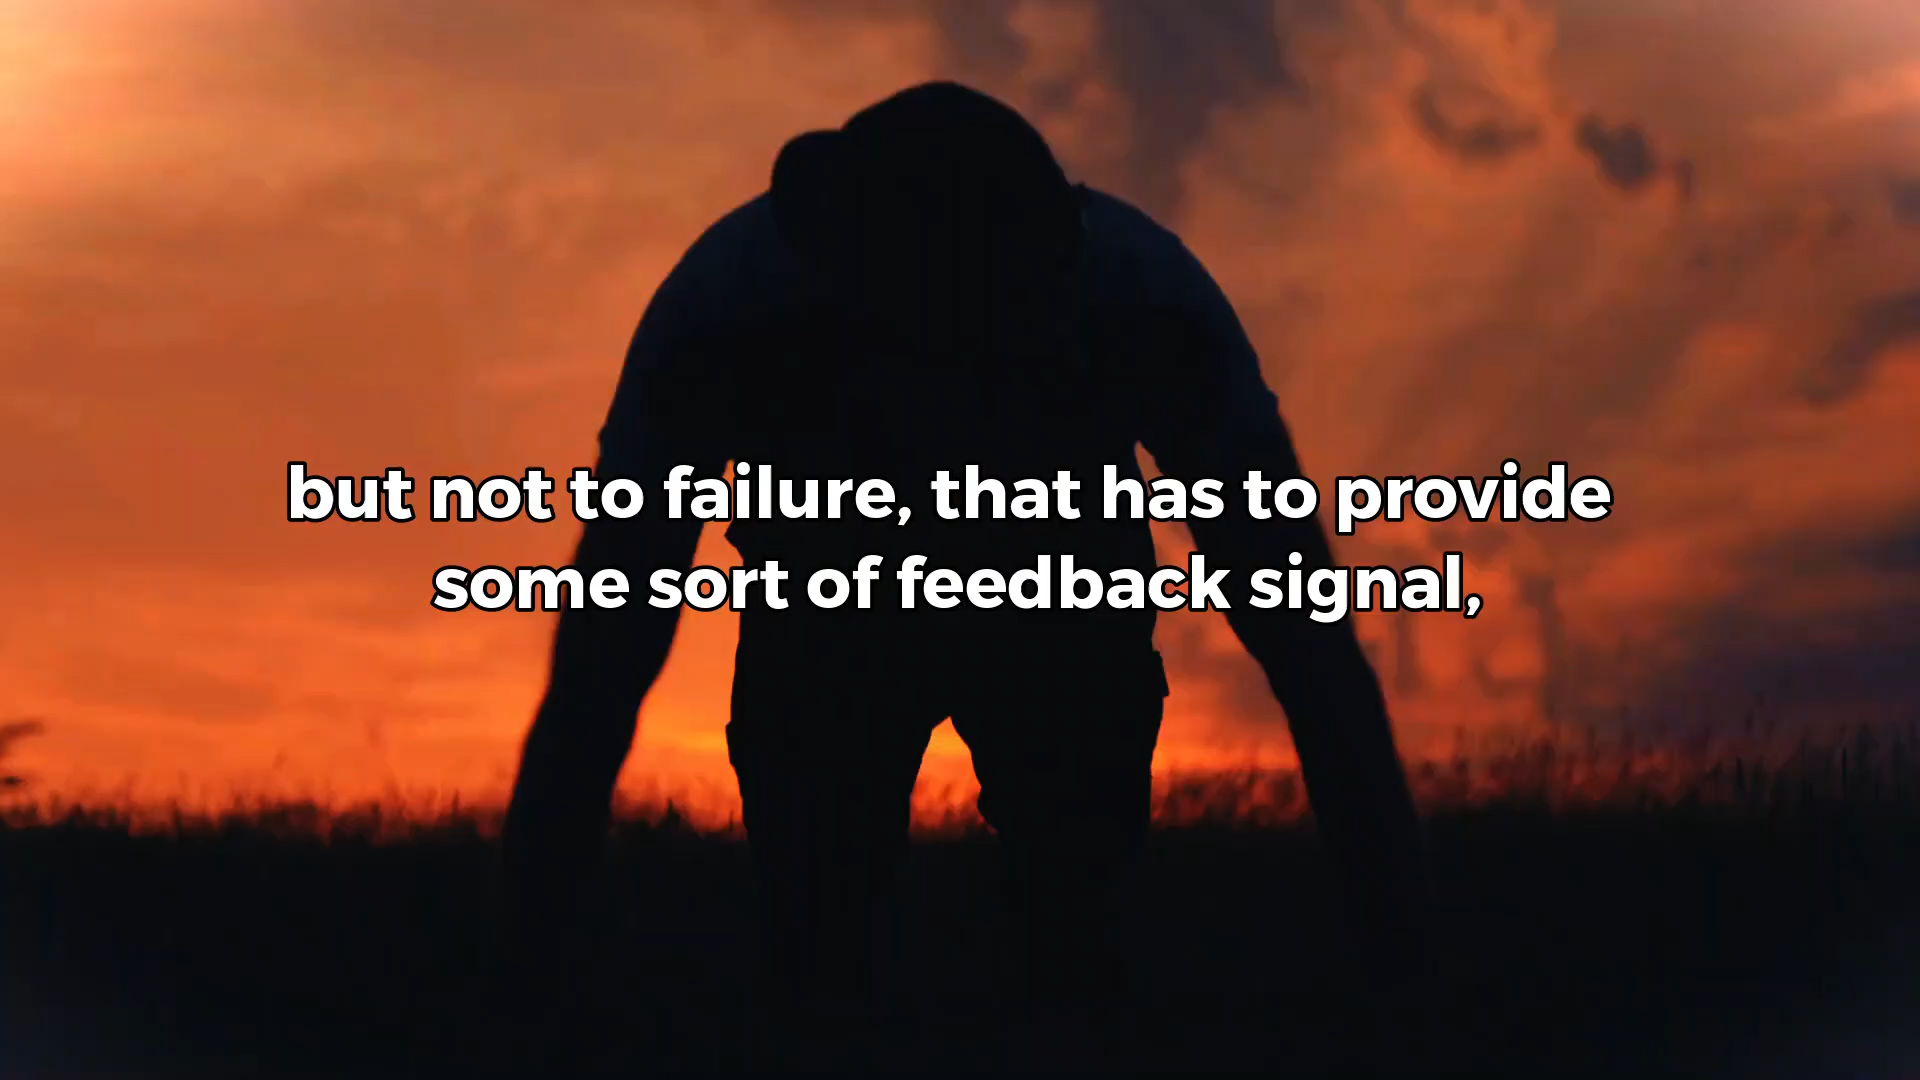 but not to failure, that has to provide
some sort of feedback signal,